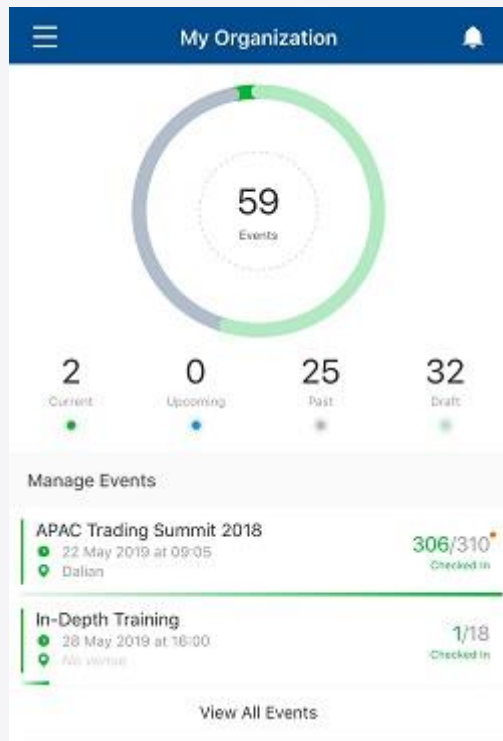 My Organization
59
Events
2 0 25 32
Current Upcoming Past Draft
Manage Events
APAC Trading Summit 2018
22 May 2019 at 09:05
306/310
Dalian
Checked In
In-Depth Training
28 May 2019 at 16:00
1/18
No venue
Checked In
View All Events